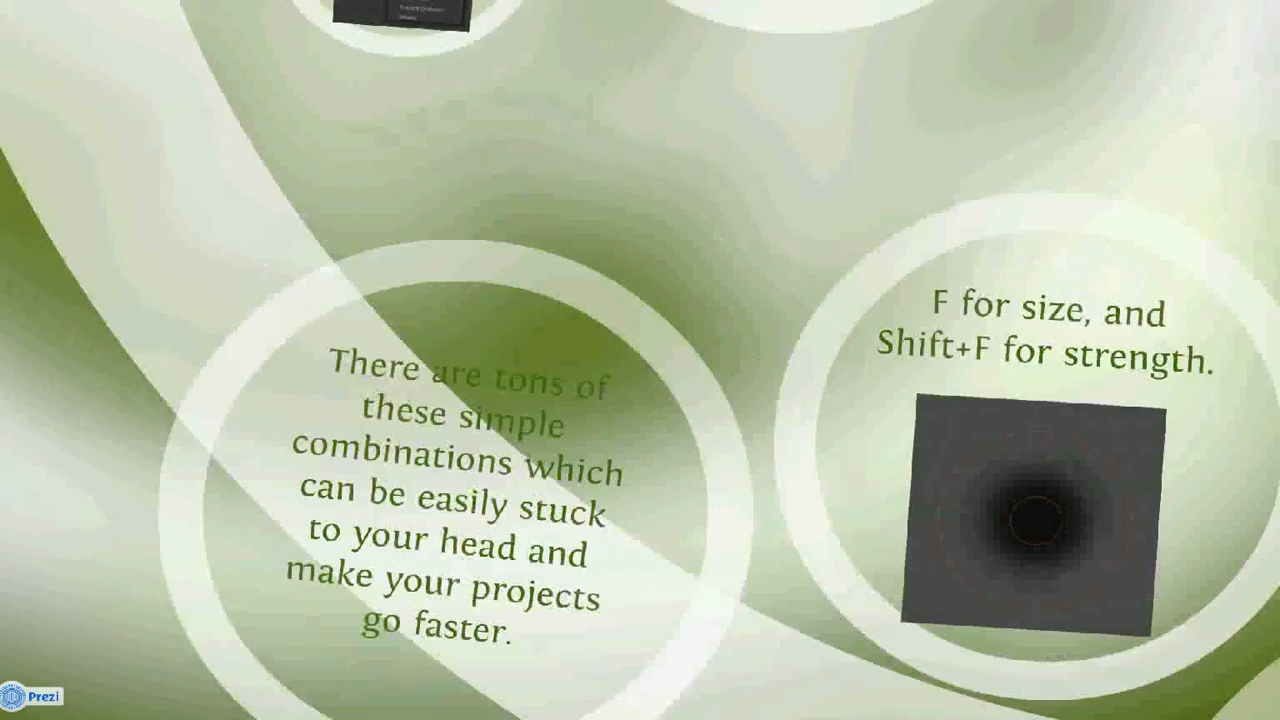 There are tons of
these simple
combinations which
can be easily stuck
to your head and
make your projects
go faster.
F for size, and
Shift+F for strength.
Prezi